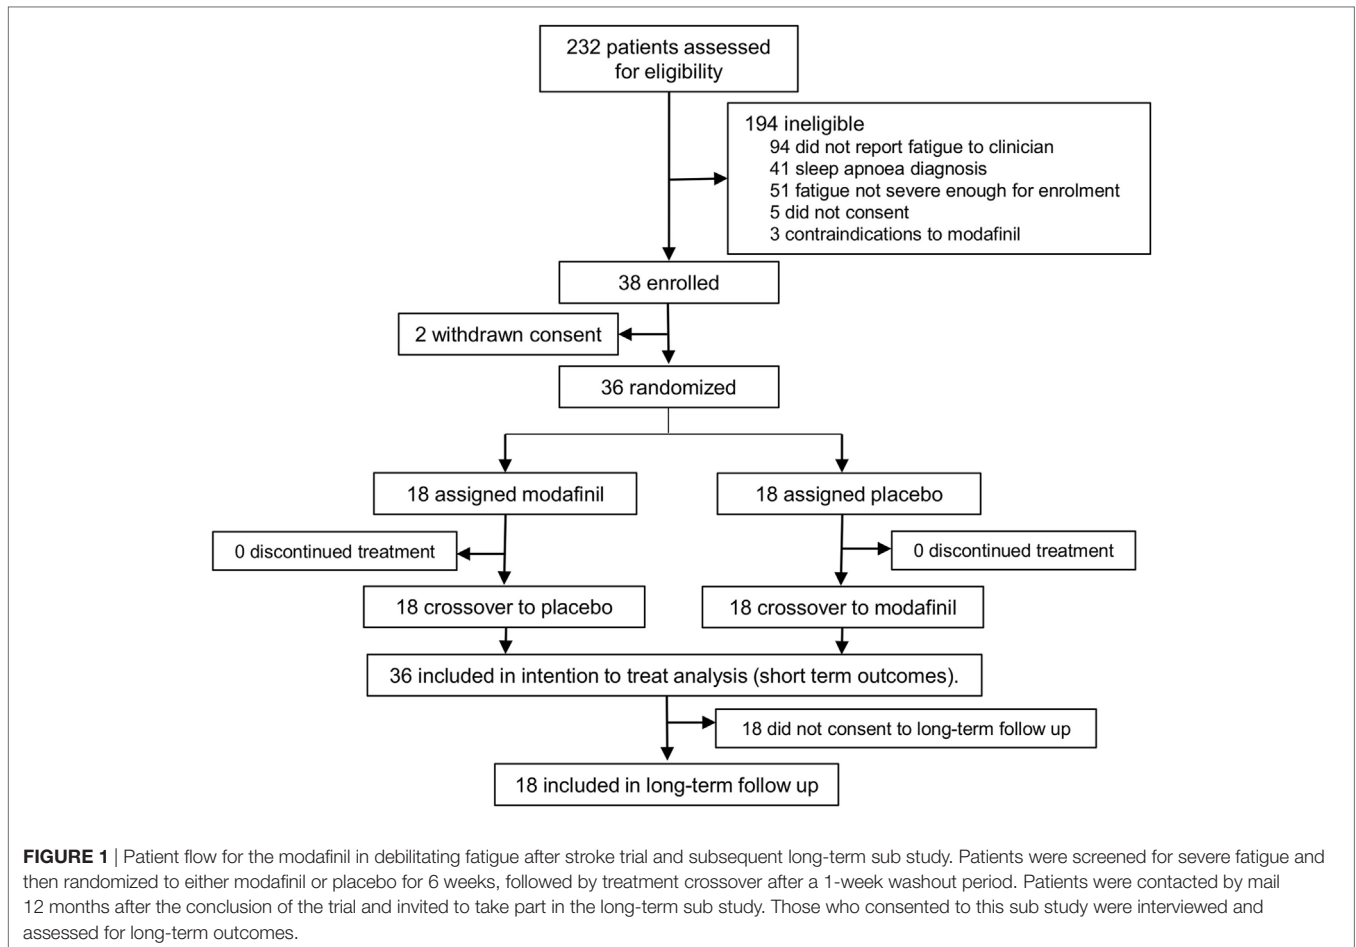 232 patients assessed
for eligibility
194 ineligible
94 did not report fatigue to clinician
41 sleep apnoea diagnosis
51 fatigue not severe enough for enrolment
5 did not consent
3 contraindications to modafinil
38 enrolled
2 withdrawn consent
36 randomized
18 assigned modafinil
18 assigned placebo
0 discontinued treatment
0 discontinued treatment
18 crossover to placebo
18 crossover to modafinil
36 included in intention to treat analysis (short term outcomes).
18 did not consent to long-term follow up
18 included in long-term follow up
FIGURE 1 | Patient flow for the modafinil in debilitating fatigue after stroke trial and subsequent long-term sub study. Patients were screened for severe fatigue and
then randomized to either modafinil or placebo for 6 weeks, followed by treatment crossover after a 1-week washout period. Patients were contacted by mail
12 months after the conclusion of the trial and invited to take part in the long-term sub study. Those who consented to this sub study were interviewed and
assessed for long-term outcomes.